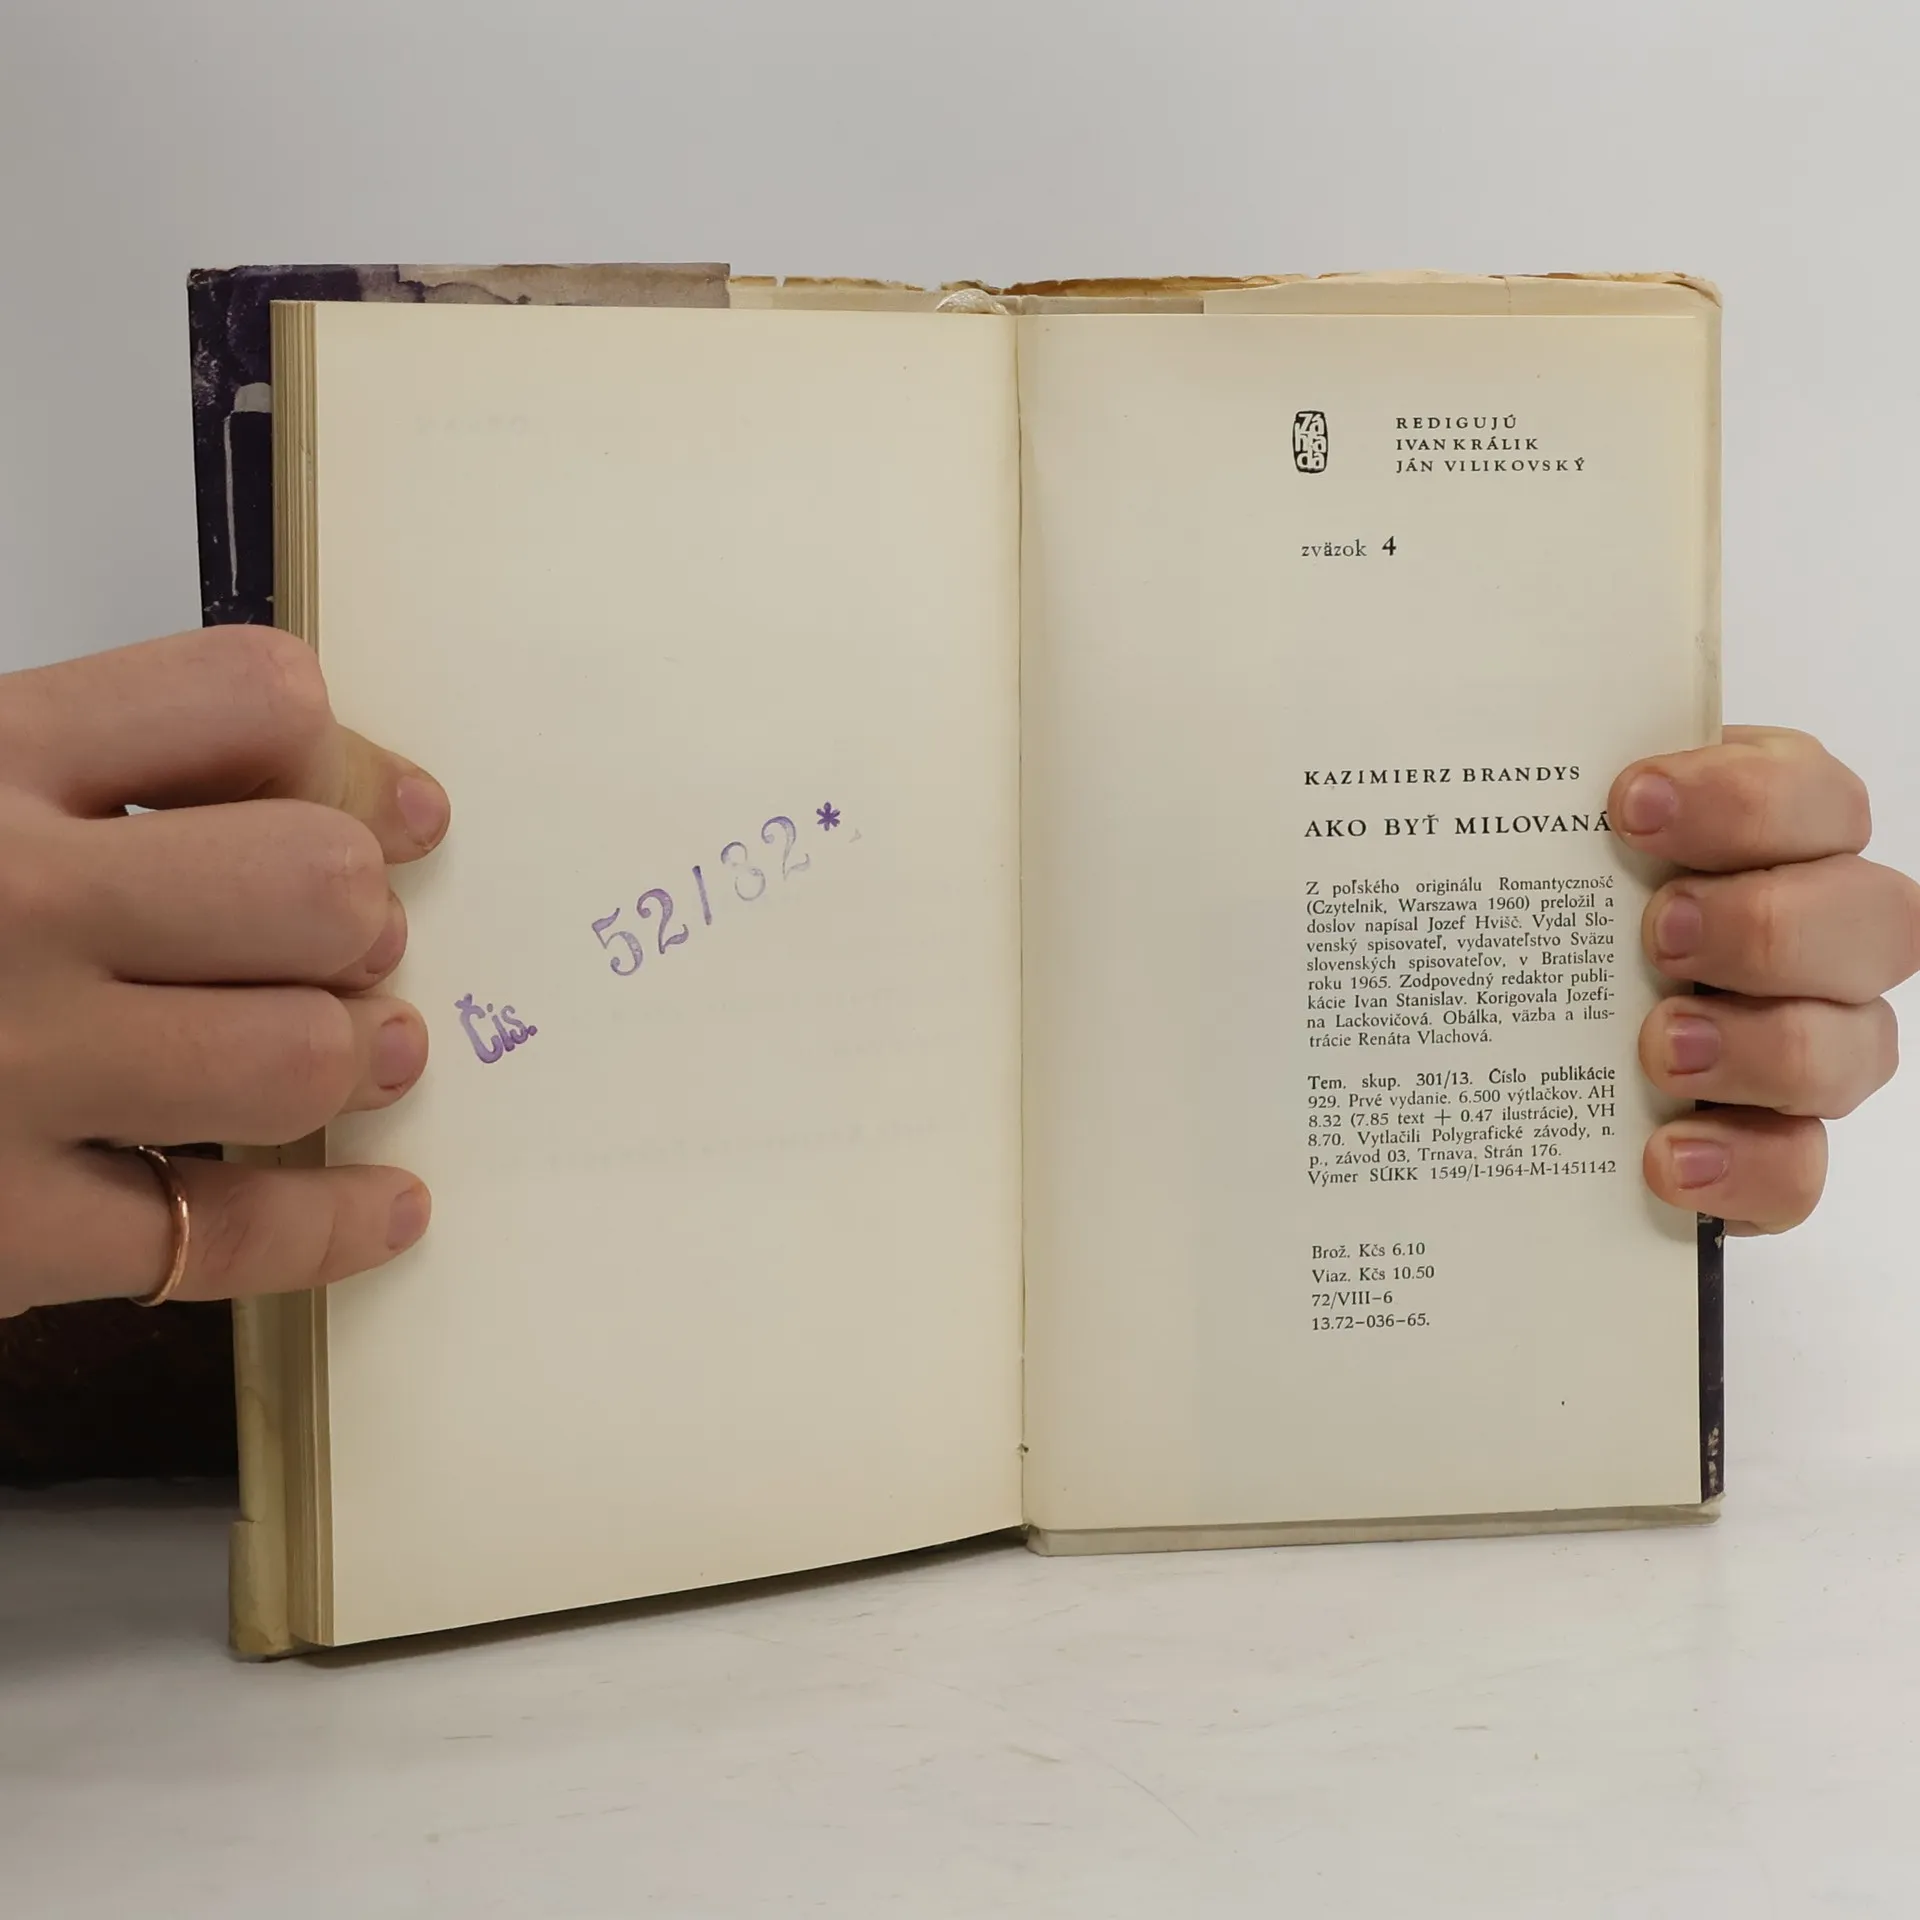 Čis. 52/82*
Záhrada
REDIGUJÚ
IVAN KRÁLIK
JÁN VILIKOVSKÝ
zväzok 4
KAZIMIERZ BRANDYS
AKO BYŤ MILOVANÁ
Z poľského originálu Romantyczność
(Czytelnik, Warszawa 1960) preložil a
doslov napísal Jozef Hvišč. Vydal Slo-
venský spisovateľ, vydavateľstvo Sväzu
slovenských spisovateľov, v Bratislave
roku 1965. Zodpovedný redaktor publi-
kácie Ivan Stanislav. Korigovala Jozefí-
na Lackovičová. Obálka, väzba a ilus-
trácie Renáta Vlachová.
Tem. skup. 301/13. Číslo publikácie
929. Prvé vydanie. 6.500 výtlačkov. AH
8.32 (7.85 text + 0.47 ilustrácie), VH
8.70. Vytlačili Polygrafické závody, n.
p., závod 03, Trnava. Strán 176.
Výmer SÚKK 1549/I-1964-M-1451142
Brož. Kčs 6.10
Viaz. Kčs 10.50
72/VIII-6
13.72-036-65.